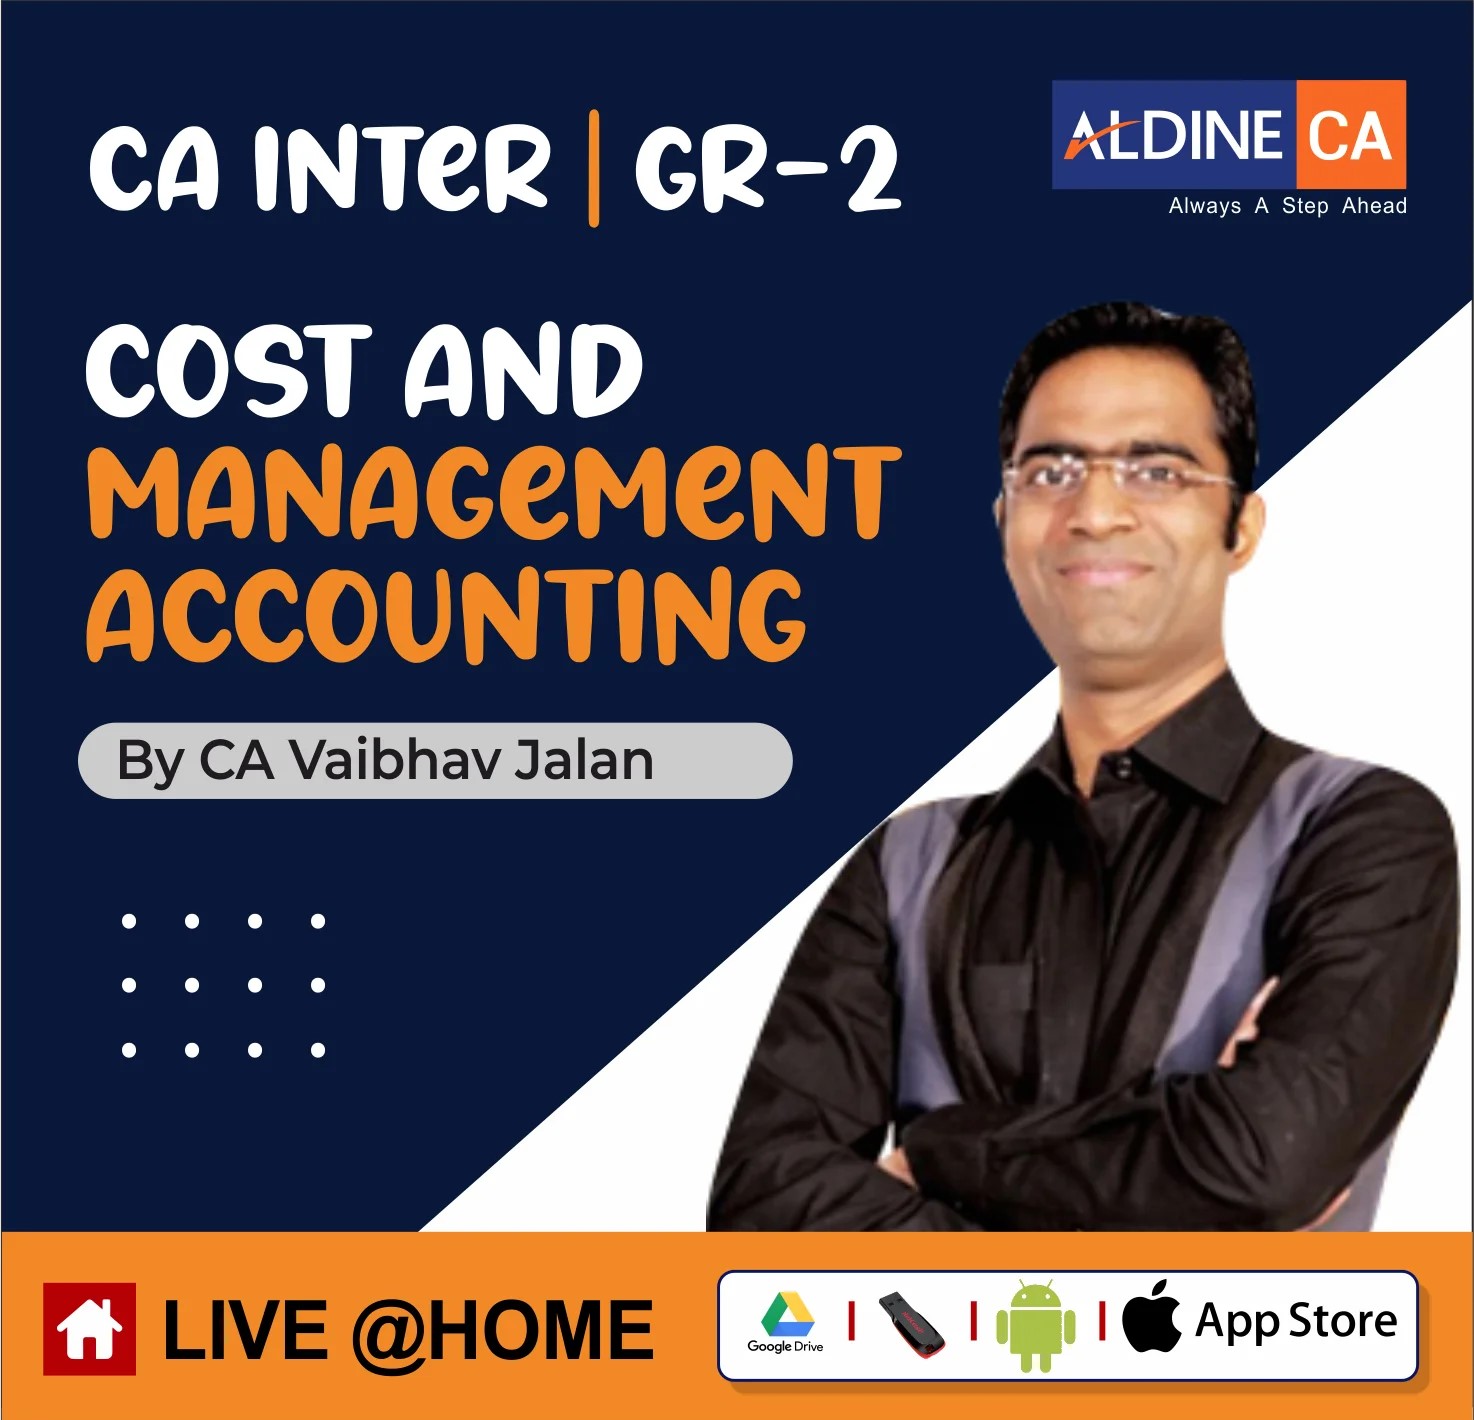 CA INTER | GR-2
ALDINE CA
Always A Step Ahead
COST AND
MANAGEMENT
ACCOUNTING
By CA Vaibhav Jalan
LIVE @HOME
Google Drive
App Store